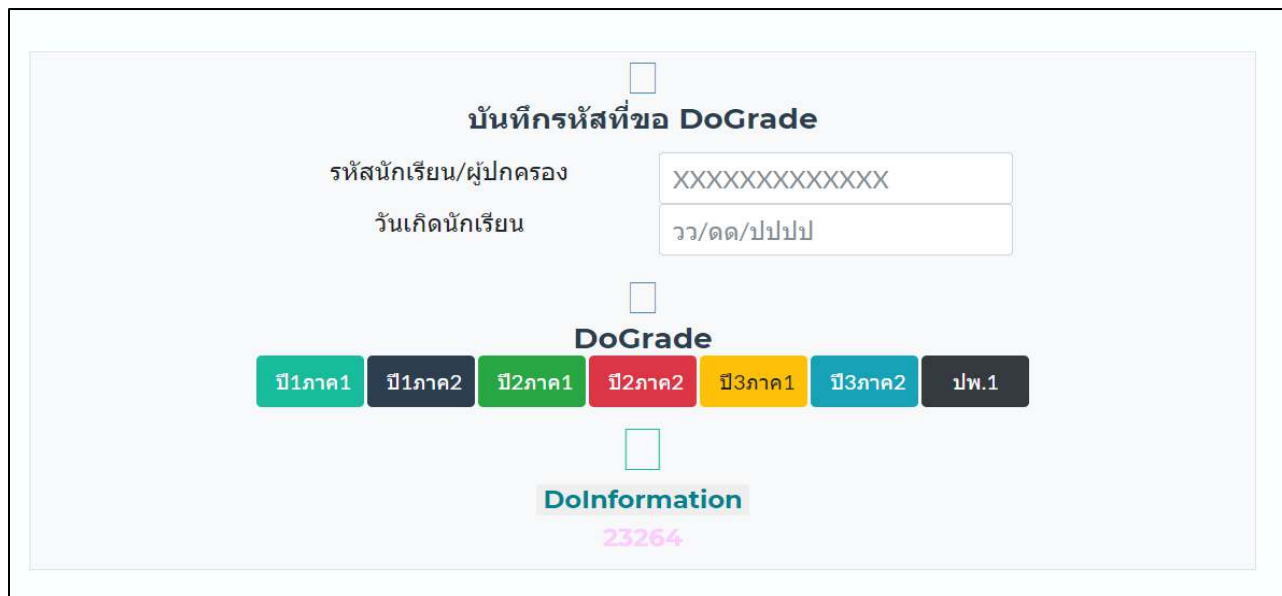 บันทึกรหัสที่ขอ DoGrade
รหัสนักเรียน/ผู้ปกครอง XXXXXXXXXXXXX
วันเกิดนักเรียน วว/ดด/ปปปป
DoGrade
ปี1ภาค1 ปี1ภาค2 ปี2ภาค1 ปี2ภาค2 ปี3ภาค1 ปี3ภาค2 ปพ.1
DoInformation
23264